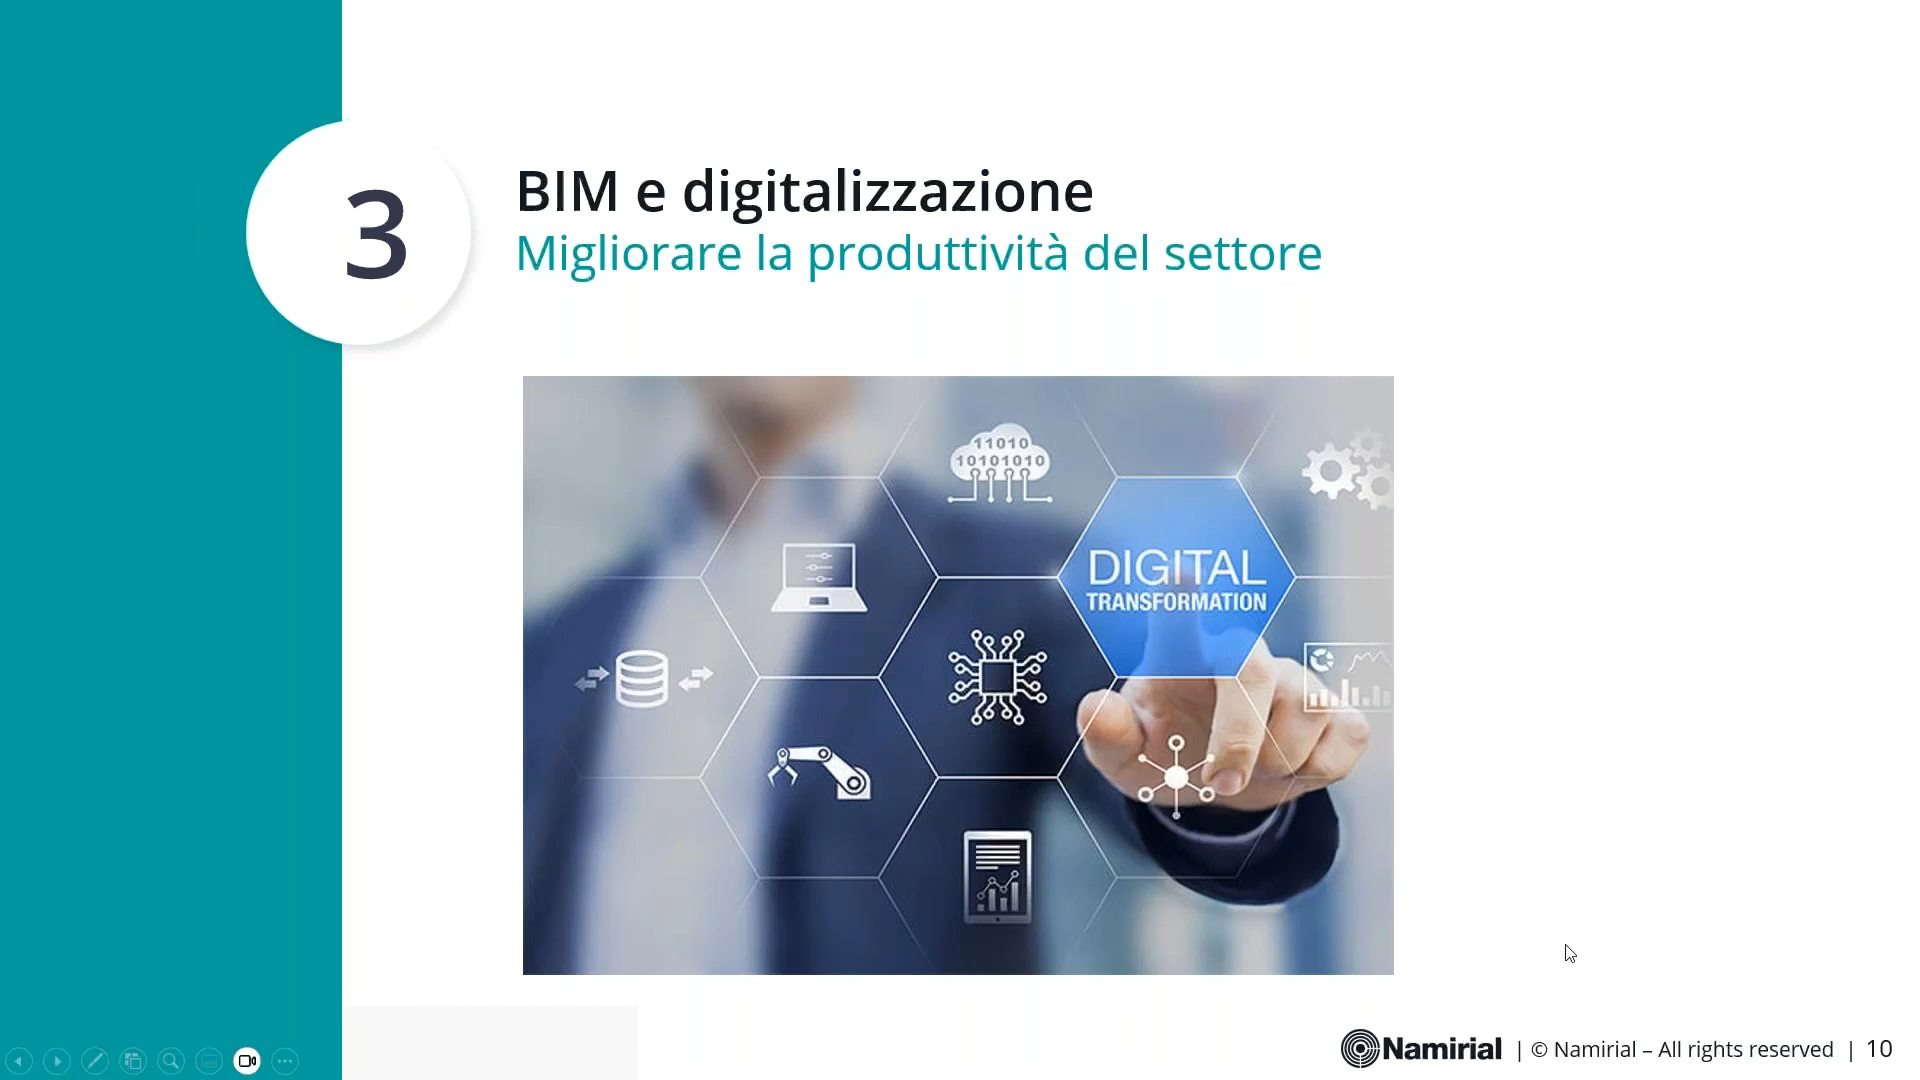 3
BIM e digitalizzazione
Migliorare la produttività del settore
11010
10101010
DIGITAL
TRANSFORMATION
Namirial | © Namirial – All rights reserved | 10